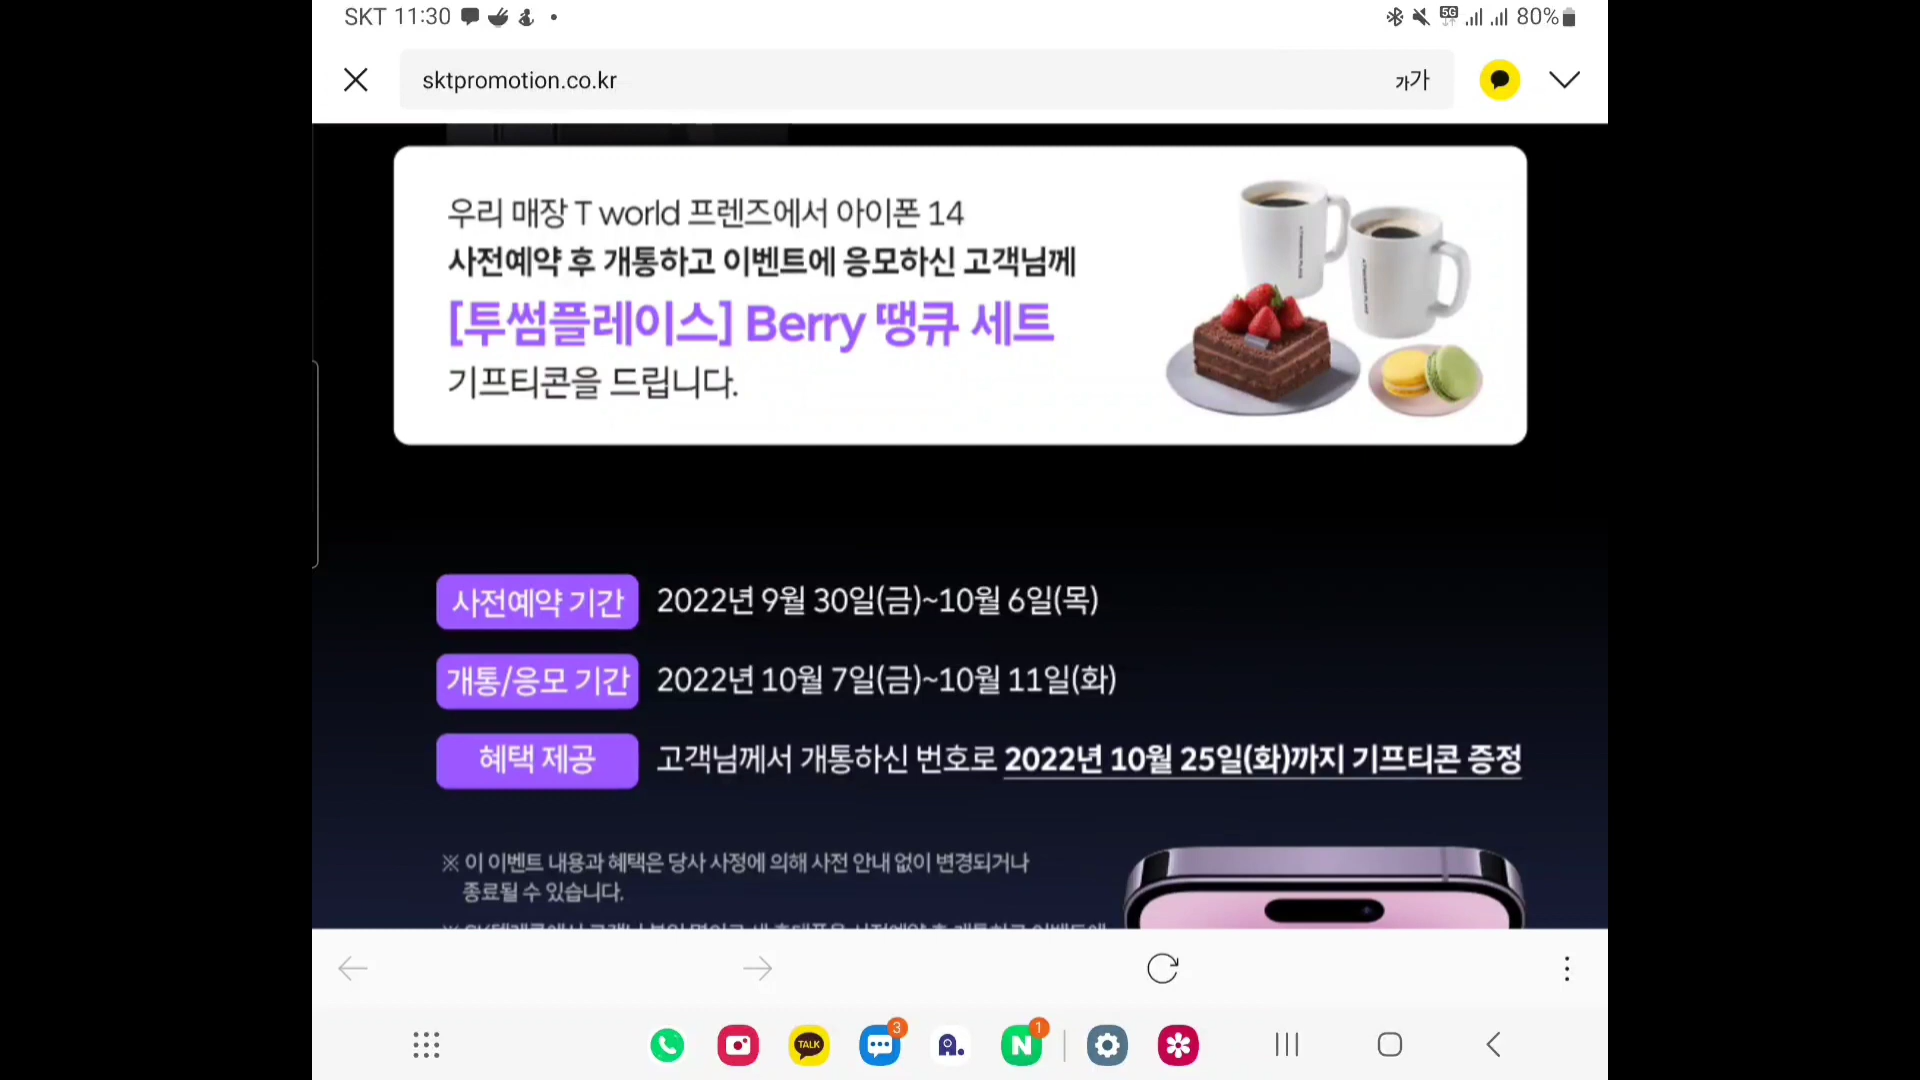 SKT 11:30
5G
80%
sktpromotion.co.kr
가가
우리 매장 T world 프렌즈에서 아이폰 14
사전예약 후 개통하고 이벤트에 응모하신 고객님께
[투썸플레이스] Berry 땡큐 세트
기프티콘을 드립니다.
사전예약 기간 2022년 9월 30일(금)~10월 6일(목)
개통/응모 기간 2022년 10월 7일(금)~10월 11일(화)
혜택 제공 고객님께서 개통하신 번호로 2022년 10월 25일(화)까지 기프티콘 증정
※ 이 이벤트 내용과 혜택은 당사 사정에 의해 사전 안내 없이 변경되거나
종료될 수 있습니다.
TALK
3
N
1